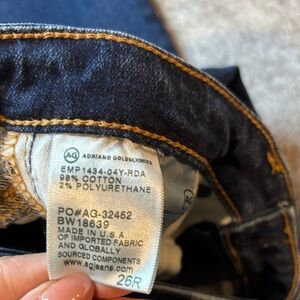 AG ADRIANO GOLDSCHMIED
EMP1434-04Y-RDA
98% COTTON
2% POLYURETHANE
PO#AG-32452
BW18639
MADE IN U.S.A.
OF IMPORTED FABRIC
AND GLOBALLY
SOURCED COMPONENTS
www.agjeans.com
26R